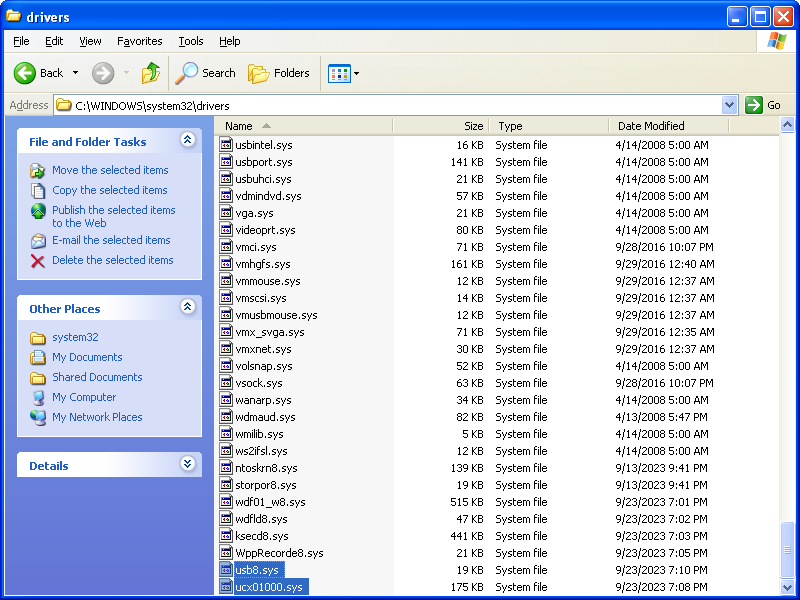 drivers
File Edit View Favorites Tools Help
Back Search Folders
Address C:\WINDOWS\system32\drivers Go
File and Folder Tasks
Move the selected items
Copy the selected items
Publish the selected items
to the Web
E-mail the selected items
Delete the selected items
Other Places
system32
My Documents
Shared Documents
My Computer
My Network Places
Details
Name Size Type Date Modified
usbintel.sys 16 KB System file 4/14/2008 5:00 AM
usbport.sys 141 KB System file 4/14/2008 5:00 AM
usbuhci.sys 21 KB System file 4/14/2008 5:00 AM
vdmindvd.sys 57 KB System file 4/14/2008 5:00 AM
vga.sys 21 KB System file 4/14/2008 5:00 AM
videoprt.sys 80 KB System file 4/14/2008 5:00 AM
vmci.sys 71 KB System file 9/28/2016 10:07 PM
vmhgfs.sys 161 KB System file 9/29/2016 12:40 AM
vmmouse.sys 12 KB System file 9/29/2016 12:37 AM
vmscsi.sys 14 KB System file 9/29/2016 12:37 AM
vmusbmouse.sys 12 KB System file 9/29/2016 12:37 AM
vmx_svga.sys 71 KB System file 9/29/2016 12:35 AM
vmxnet.sys 30 KB System file 9/29/2016 12:37 AM
volsnap.sys 52 KB System file 4/14/2008 5:00 AM
vsock.sys 63 KB System file 9/28/2016 10:07 PM
wanarp.sys 34 KB System file 4/14/2008 5:00 AM
wdmaud.sys 82 KB System file 4/13/2008 5:47 PM
wmilib.sys 5 KB System file 4/14/2008 5:00 AM
ws2ifsl.sys 12 KB System file 4/14/2008 5:00 AM
ntoskrn8.sys 139 KB System file 9/13/2023 9:41 PM
storpor8.sys 19 KB System file 9/13/2023 9:41 PM
wdf01_w8.sys 515 KB System file 9/23/2023 7:01 PM
wdfld8.sys 47 KB System file 9/23/2023 7:02 PM
ksecd8.sys 441 KB System file 9/23/2023 7:03 PM
WppRecorde8.sys 21 KB System file 9/23/2023 7:05 PM
usb8.sys 19 KB System file 9/23/2023 7:10 PM
ucx01000.sys 175 KB System file 9/23/2023 7:08 PM